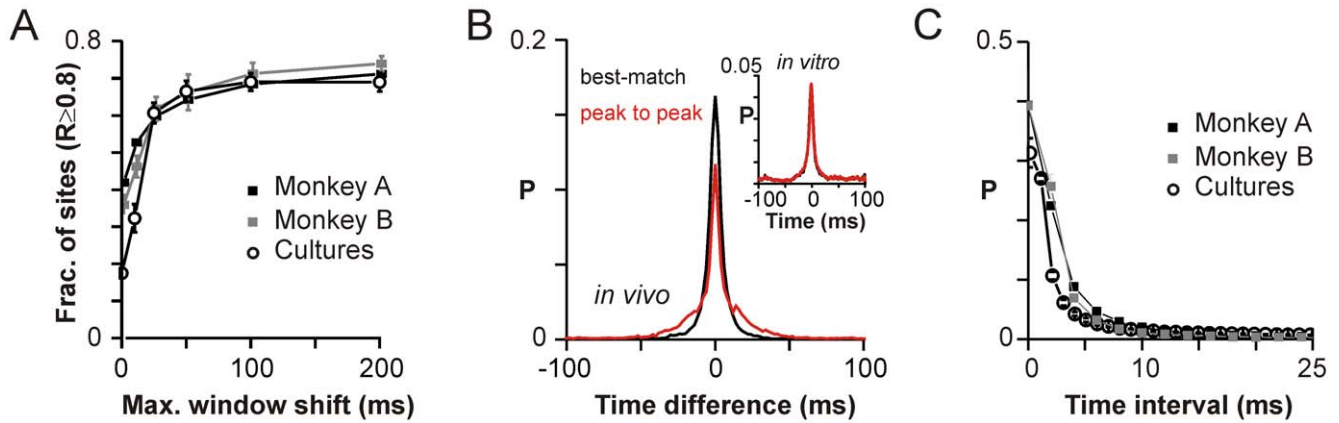 A
0.8
Frac. of sites (R≥0.8)
Monkey A
Monkey B
Cultures
0
0
100
200
Max. window shift (ms)
B
0.2
best-match
peak to peak
P
in vivo
0
-100
0
100
Time difference (ms)
in vitro
0.05
P
-100
0
100
Time (ms)
C
0.5
P
Monkey A
Monkey B
Cultures
0
0
10
25
Time interval (ms)